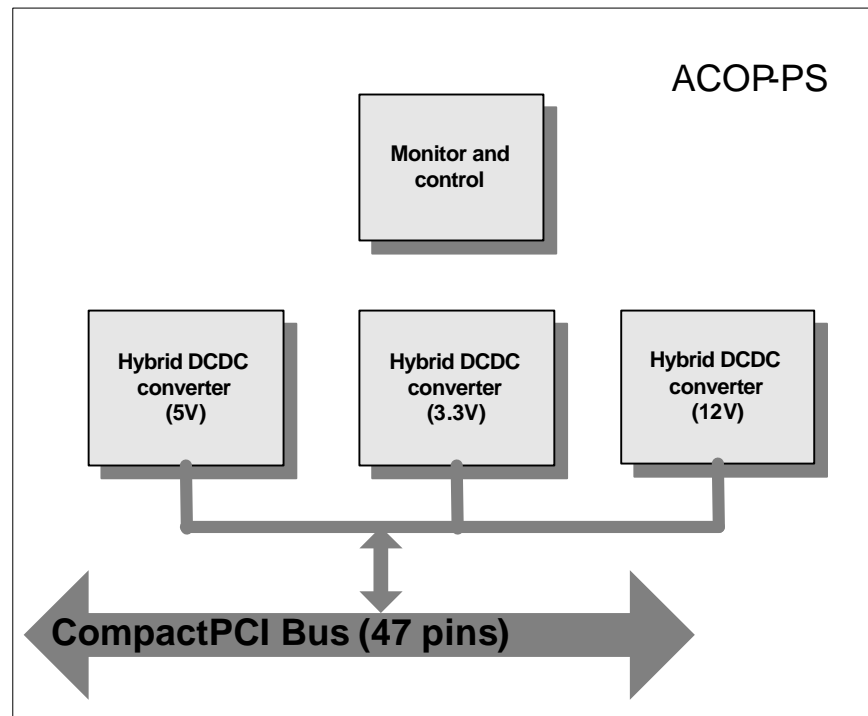 ACOP-PS
Monitor and
control
Hybrid DCDC
converter
(5V)
Hybrid DCDC
converter
(3.3V)
Hybrid DCDC
converter
(12V)
CompactPCI Bus (47 pins)